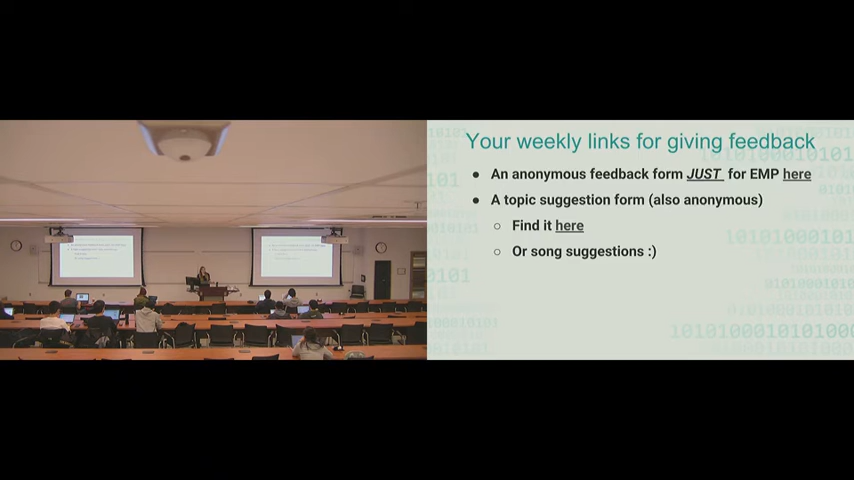 Your weekly links for giving feedback
● An anonymous feedback form JUST for EMP here
● A topic suggestion form (also anonymous)
○ Find it here
○ Or song suggestions :)